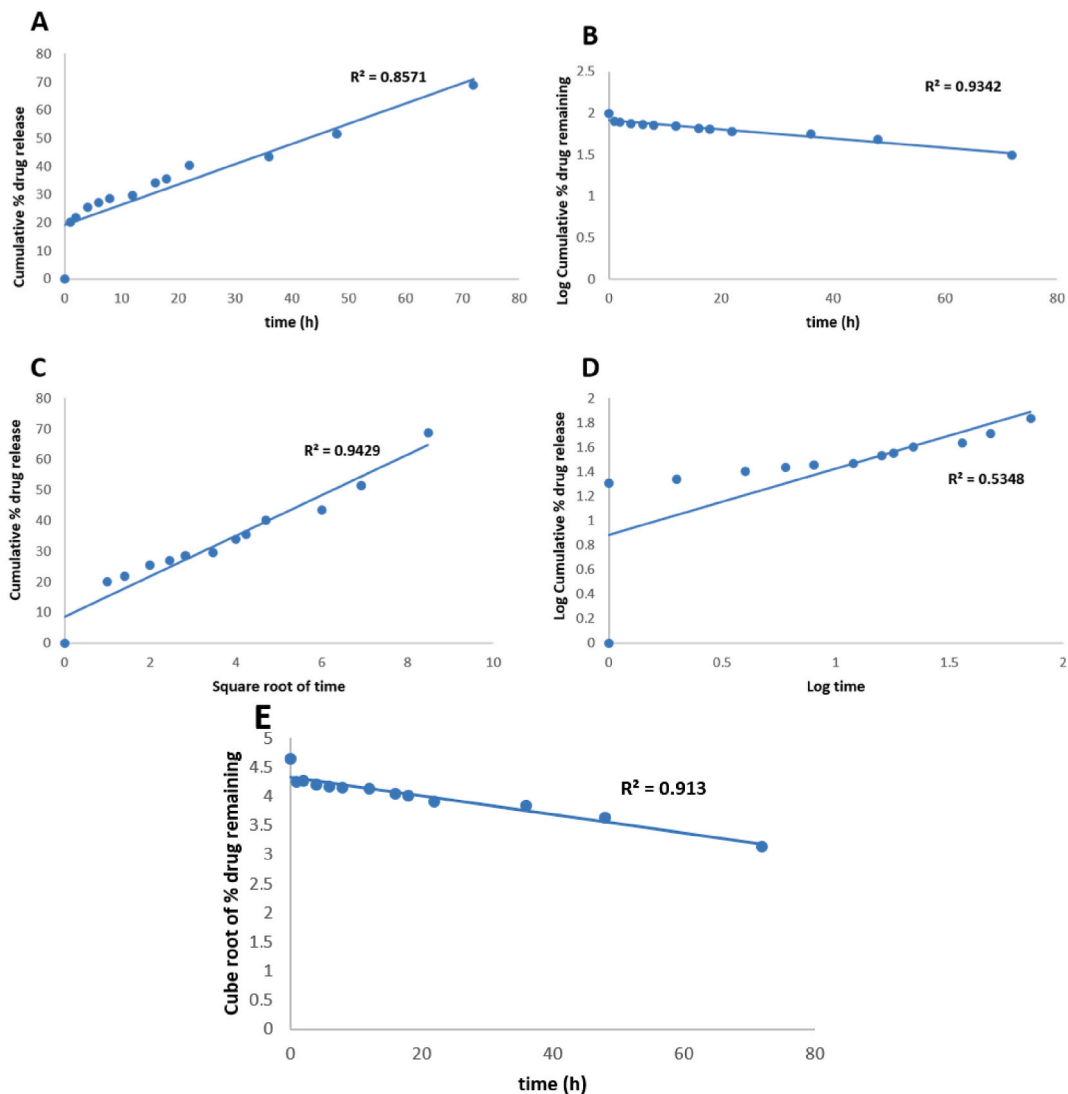 A
Cumulative % drug release
80
70
60
50
40
30
20
10
0
R² = 0.8571
0 10 20 30 40 50 60 70 80
time (h)
B
Log Cumulative % drug remaining
2.5
2
1.5
1
0.5
0
R² = 0.9342
0 20 40 60 80
time (h)
C
Cumulative % drug release
80
70
60
50
40
30
20
10
0
R² = 0.9429
0 2 4 6 8 10
Square root of time
D
Log Cumulative % drug release
2
1.8
1.6
1.4
1.2
1
0.8
0.6
0.4
0.2
0
R² = 0.5348
0 0.5 1 1.5 2
Log time
E
Cube root of % drug remaining
5
4.5
4
3.5
3
2.5
2
1.5
1
0.5
0
R² = 0.913
0 20 40 60 80
time (h)